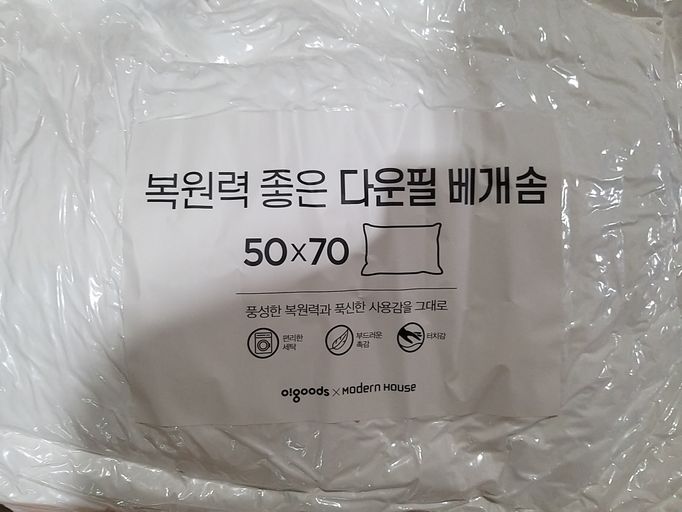 복원력 좋은 다운필 베개솜
50×70
풍성한 복원력과 푹신한 사용감을 그대로
편리한
세탁
부드러운
촉감
터치감
o!goods × MODERN HOUSE